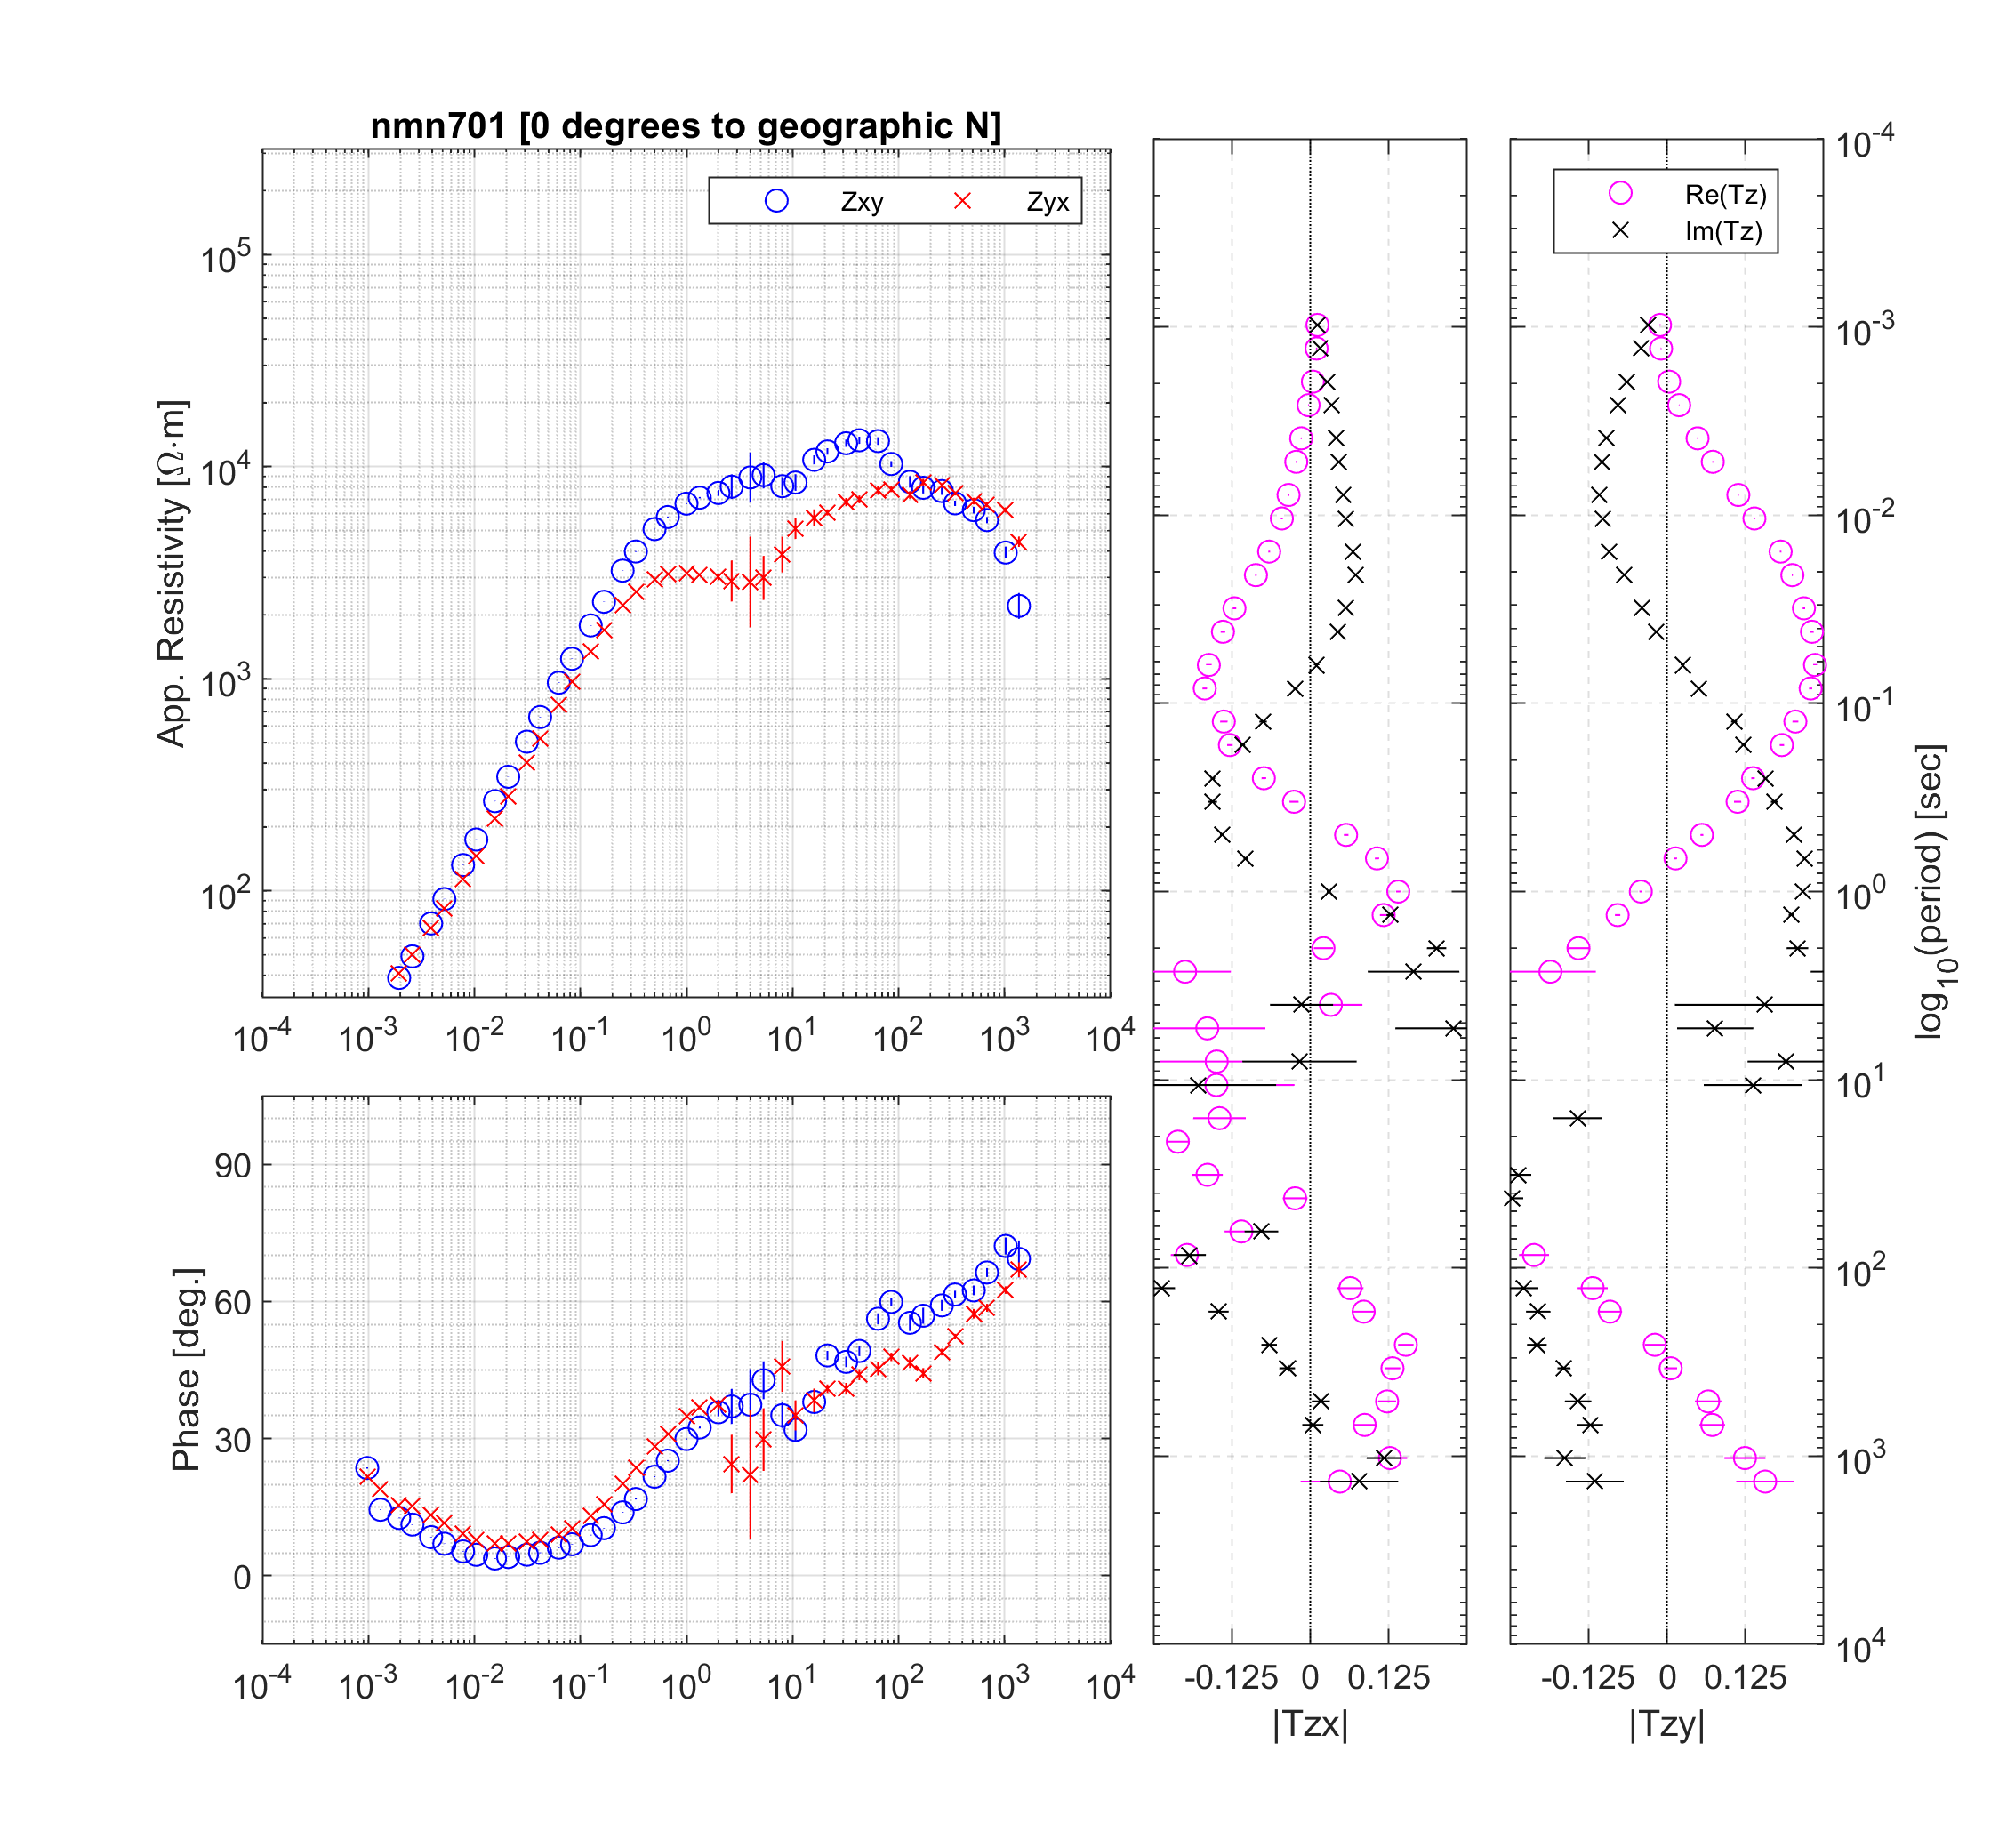 nmn701 [0 degrees to geographic N]
Zxy Zyx
App. Resistivity [Ω·m]
10^5
10^4
10^3
10^2
10^-4 10^-3 10^-2 10^-1 10^0 10^1 10^2 10^3 10^4
Phase [deg.]
90
60
30
0
10^-4 10^-3 10^-2 10^-1 10^0 10^1 10^2 10^3 10^4
-0.125 0 0.125
|Tzx|
Re(Tz)
Im(Tz)
-0.125 0 0.125
|Tzy|
10^-4
10^-3
10^-2
10^-1
10^0
10^1
10^2
10^3
10^4
log_10(period) [sec]